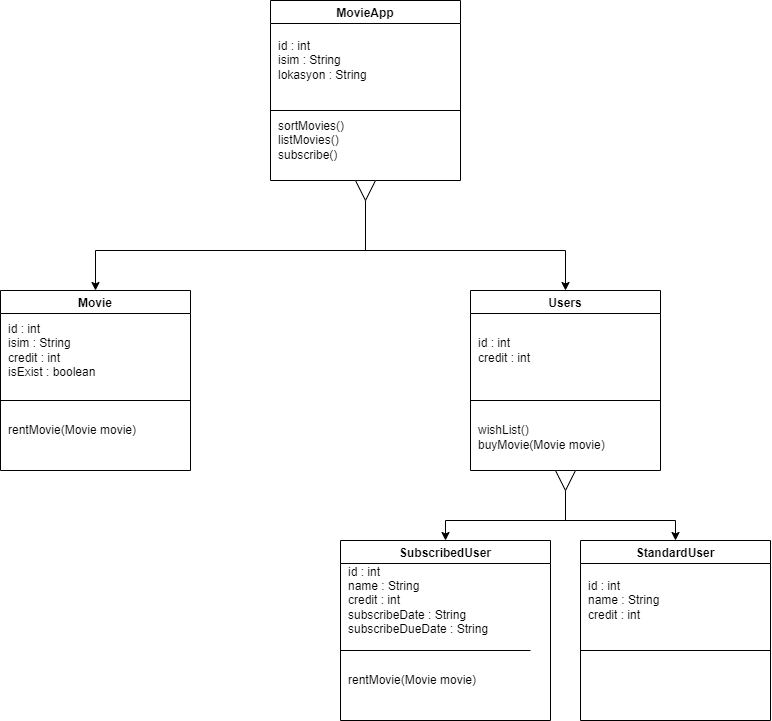 MovieApp
id : int
isim : String
lokasyon : String
sortMovies()
listMovies()
subscribe()
Movie
id : int
isim : String
credit : int
isExist : boolean
rentMovie(Movie movie)
Users
id : int
credit : int
wishList()
buyMovie(Movie movie)
SubscribedUser
id : int
name : String
credit : int
subscribeDate : String
subscribeDueDate : String
rentMovie(Movie movie)
StandardUser
id : int
name : String
credit : int